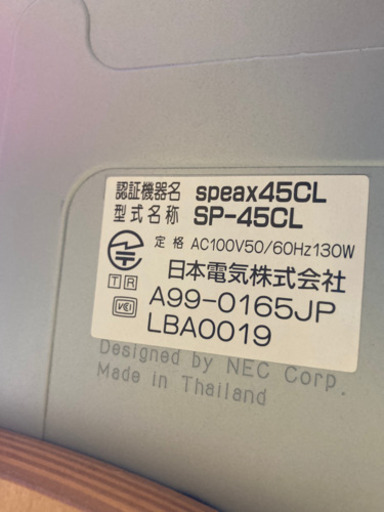 認証機器名 speax45CL
型式名称 SP-45CL
定格 AC100V50/60Hz130W
日本電気株式会社
T R A99-0165JP
VCI LBA0019
Designed by NEC Corp.
Made in Thailand